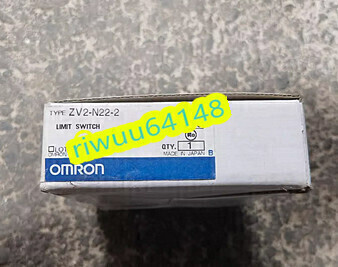 TYPE ZV2-N22-2
LIMIT SWITCH
riwuu64148
QTY. 1
MADE IN JAPAN B
OMRON